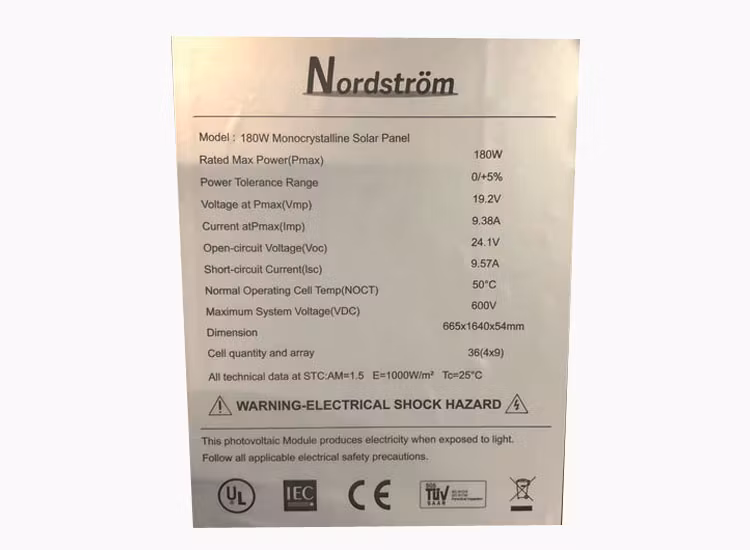 Nordström
Model : 180W Monocrystalline Solar Panel
Rated Max Power(Pmax) 180W
Power Tolerance Range 0/+5%
Voltage at Pmax(Vmp) 19.2V
Current atPmax(Imp) 9.38A
Open-circuit Voltage(Voc) 24.1V
Short-circuit Current(Isc) 9.57A
Normal Operating Cell Temp(NOCT) 50°C
Maximum System Voltage(VDC) 600V
Dimension 665x1640x54mm
Cell quantity and array 36(4x9)
All technical data at STC:AM=1.5 E=1000W/m² Tc=25°C
WARNING-ELECTRICAL SHOCK HAZARD
This photovoltaic Module produces electricity when exposed to light.
Follow all applicable electrical safety precautions.
UL IEC CE TÜV
SAAR